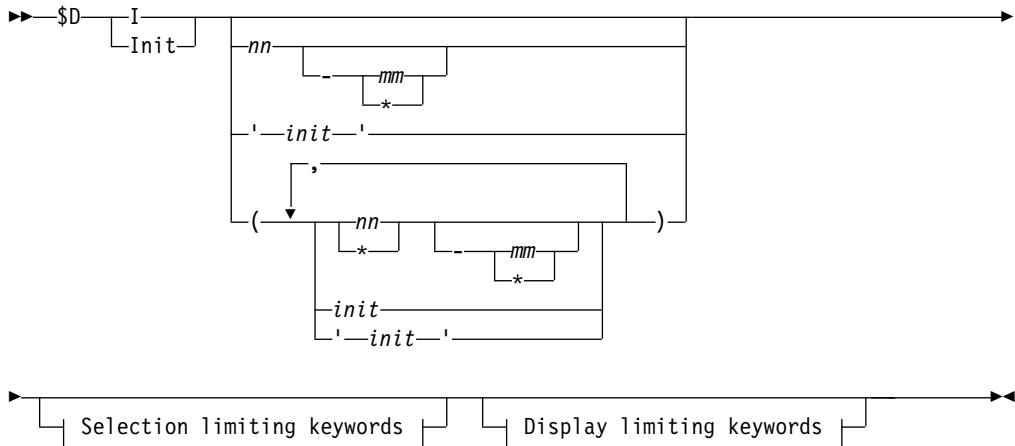 $D I
Init
nn
- mm
*
' init '
,
( nn - mm )
* *
init
' init '
Selection limiting keywords Display limiting keywords